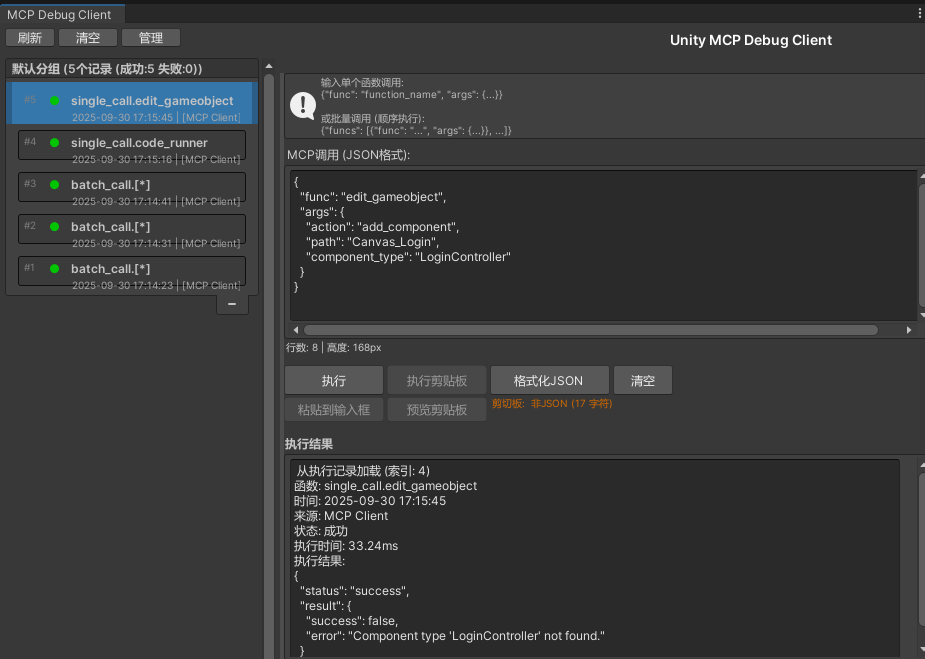 MCP Debug Client
刷新 清空 管理
Unity MCP Debug Client
默认分组 (5个记录 (成功:5 失败:0))
#5 single_call.edit_gameobject
2025-09-30 17:15:45 | [MCP Client]
#4 single_call.code_runner
2025-09-30 17:15:16 | [MCP Client]
#3 batch_call.[*]
2025-09-30 17:14:41 | [MCP Client]
#2 batch_call.[*]
2025-09-30 17:14:31 | [MCP Client]
#1 batch_call.[*]
2025-09-30 17:14:23 | [MCP Client]
输入单个函数调用:
{"func": "function_name", "args": {...}}
或批量调用 (顺序执行):
{"funcs": [{"func": "...", "args": {...}}, ...]}
MCP调用 (JSON格式):
{
"func": "edit_gameobject",
"args": {
"action": "add_component",
"path": "Canvas_Login",
"component_type": "LoginController"
}
}
行数: 8 | 高度: 168px
执行 执行剪贴板 格式化JSON 清空
粘贴到输入框 预览剪贴板 剪切板: 非JSON (17 字符)
执行结果
从执行记录加载 (索引: 4)
函数: single_call.edit_gameobject
时间: 2025-09-30 17:15:45
来源: MCP Client
状态: 成功
执行时间: 33.24ms
执行结果:
{
"status": "success",
"result": {
"success": false,
"error": "Component type 'LoginController' not found."
}